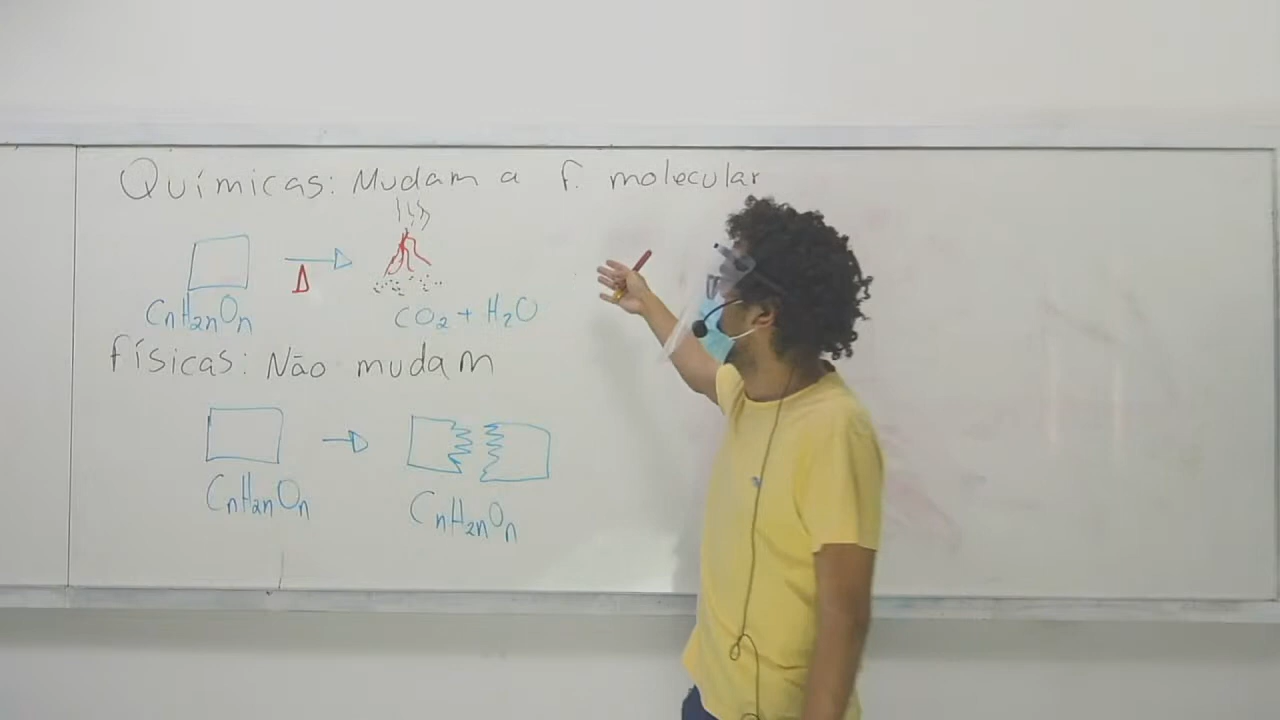 Químicas: Mudam a f. molecular
Δ
CnH2nOn
CO2 + H2O
físicas: Não mudam
CnH2nOn
CnH2nOn